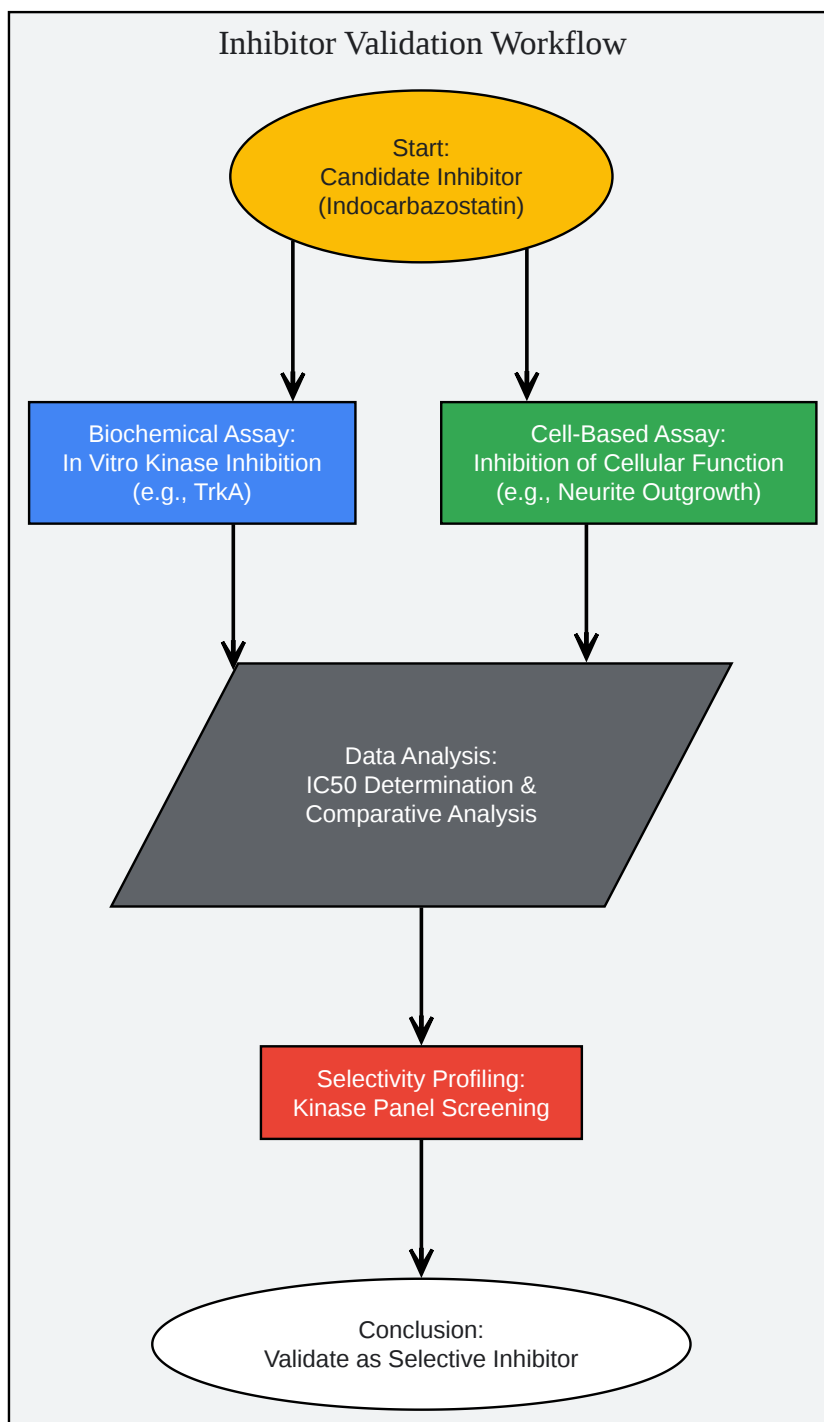 Inhibitor Validation Workflow
Start:
Candidate Inhibitor
(Indocarbazostatin)
Biochemical Assay:
In Vitro Kinase Inhibition
(e.g., TrkA)
Cell-Based Assay:
Inhibition of Cellular Function
(e.g., Neurite Outgrowth)
Data Analysis:
IC50 Determination &
Comparative Analysis
Selectivity Profiling:
Kinase Panel Screening
Conclusion:
Validate as Selective Inhibitor